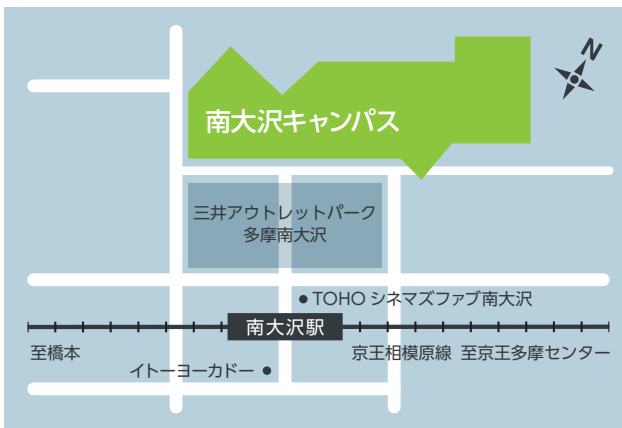 N
南大沢キャンパス
三井アウトレットパーク
多摩南大沢
TOHO シネマズファブ南大沢
南大沢駅
至橋本
京王相模原線 至京王多摩センター
イトーヨーカドー